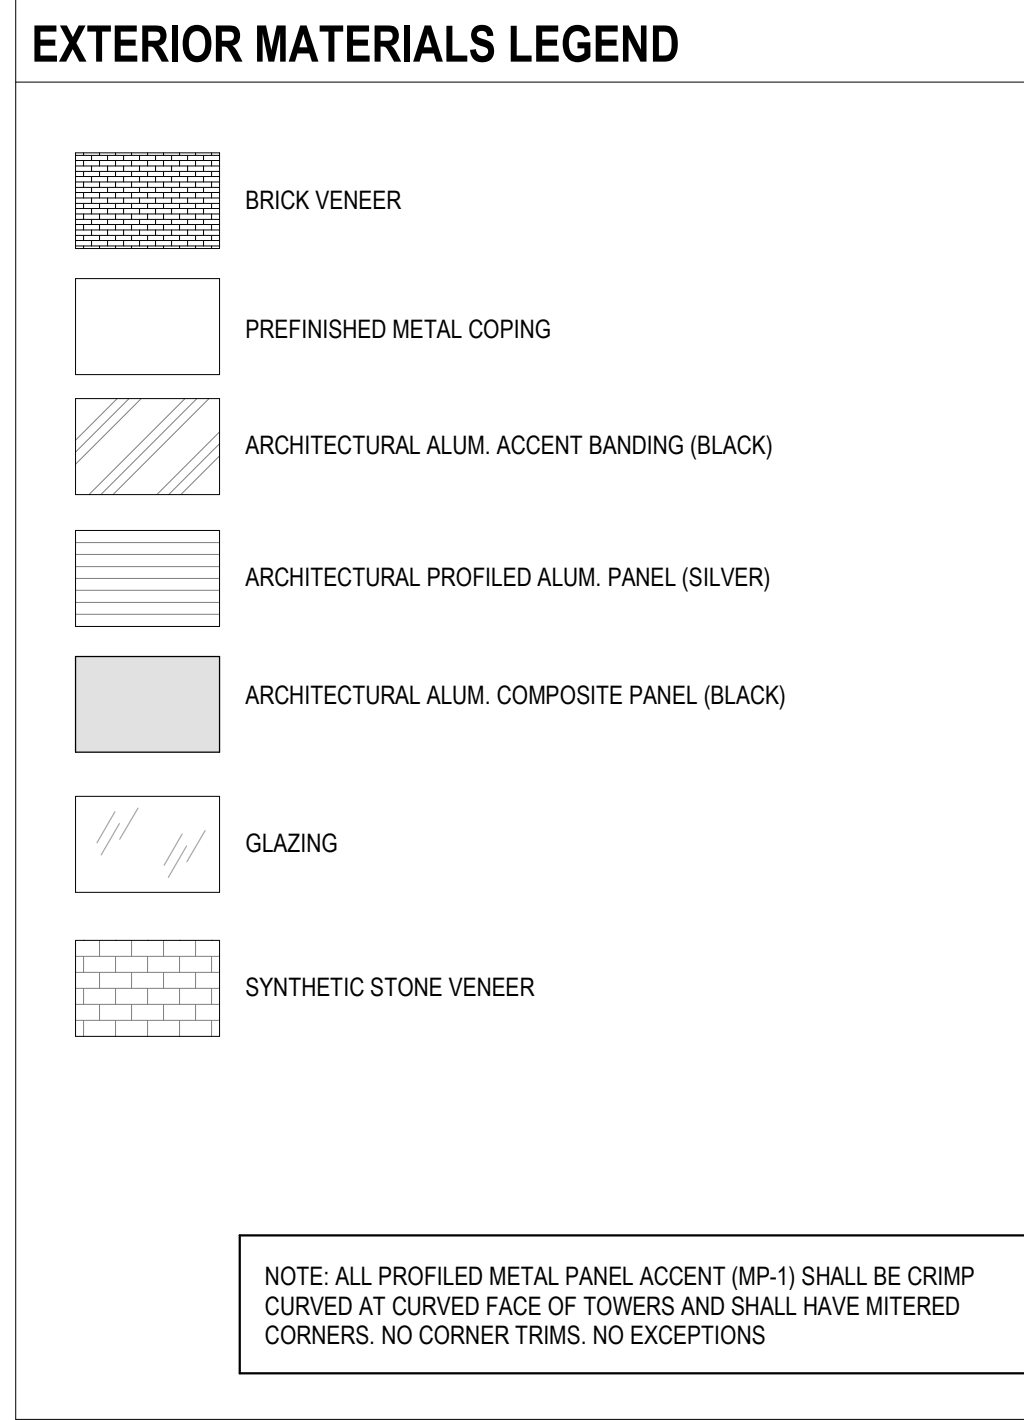 EXTERIOR MATERIALS LEGEND
BRICK VENEER
PREFINISHED METAL COPING
ARCHITECTURAL ALUM. ACCENT BANDING (BLACK)
ARCHITECTURAL PROFILED ALUM. PANEL (SILVER)
ARCHITECTURAL ALUM. COMPOSITE PANEL (BLACK)
GLAZING
SYNTHETIC STONE VENEER
NOTE: ALL PROFILED METAL PANEL ACCENT (MP-1) SHALL BE CRIMP
CURVED AT CURVED FACE OF TOWERS AND SHALL HAVE MITERED
CORNERS. NO CORNER TRIMS. NO EXCEPTIONS